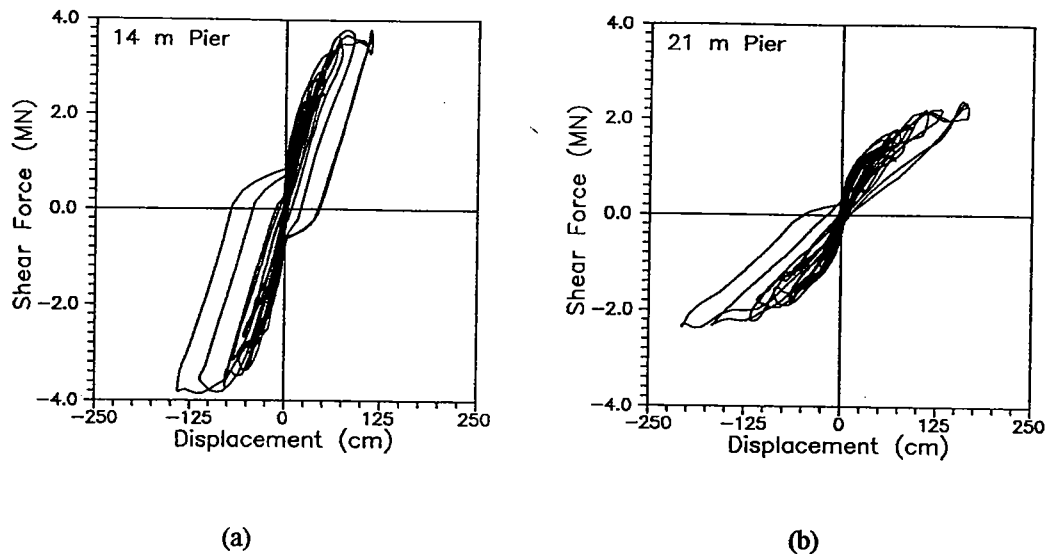 14 m Pier
4.0
2.0
0.0
−2.0
−4.0
Shear Force (MN)
−250
−125
0
125
250
Displacement (cm)
(a)
21 m Pier
4.0
2.0
0.0
−2.0
−4.0
Shear Force (MN)
−250
−125
0
125
250
Displacement (cm)
(b)